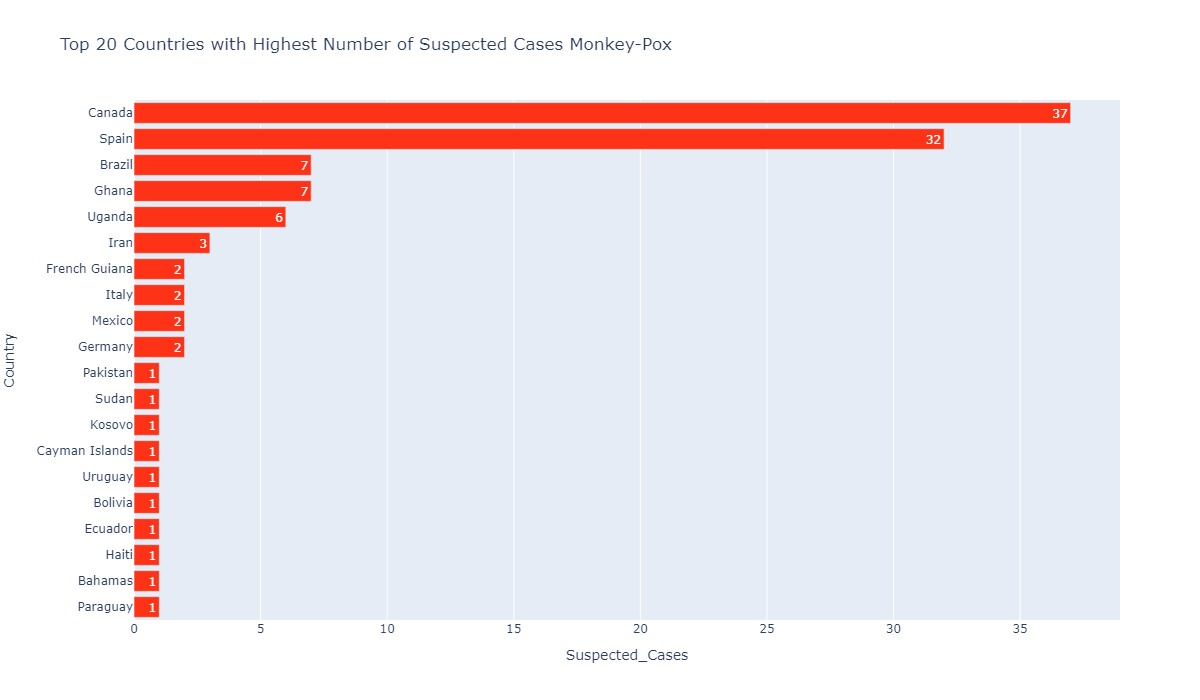 Top 20 Countries with Highest Number of Suspected Cases Monkey-Pox
Country
Canada 37
Spain 32
Brazil 7
Ghana 7
Uganda 6
Iran 3
French Guiana 2
Italy 2
Mexico 2
Germany 2
Pakistan 1
Sudan 1
Kosovo 1
Cayman Islands 1
Uruguay 1
Bolivia 1
Ecuador 1
Haiti 1
Bahamas 1
Paraguay 1
0 5 10 15 20 25 30 35
Suspected_Cases